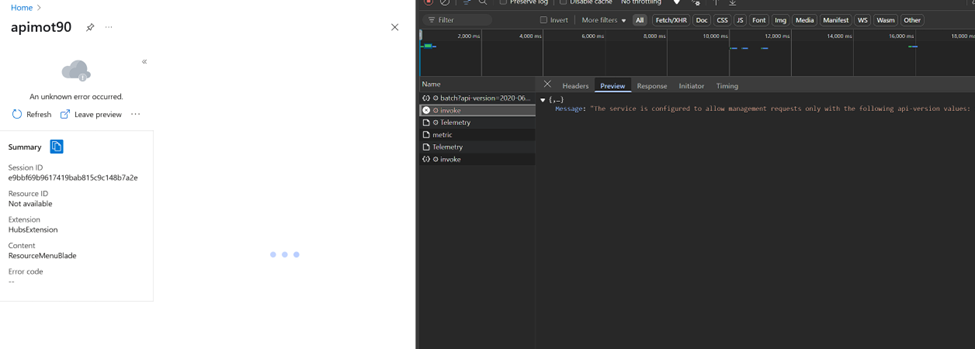 Home
apimot90
An unknown error occurred.
Refresh
Leave preview
Summary
Session ID
e9bbf69b9617419bab815c9c148b7a2e
Resource ID
Not available
Extension
HubsExtension
Content
ResourceMenuBlade
Error code
--
Preserve log
Disable cache
No throttling
Filter
Invert
More filters
All
Fetch/XHR
Doc
CSS
JS
Font
Img
Media
Manifest
WS
Wasm
Other
2,000 ms
4,000 ms
6,000 ms
8,000 ms
10,000 ms
12,000 ms
14,000 ms
16,000 ms
18,000
Name
batch?api-version=2020-06...
invoke
Telemetry
metric
Telemetry
invoke
Headers
Preview
Response
Initiator
Timing
{,…}
Message: "The service is configured to allow management requests only with the following api-version values: